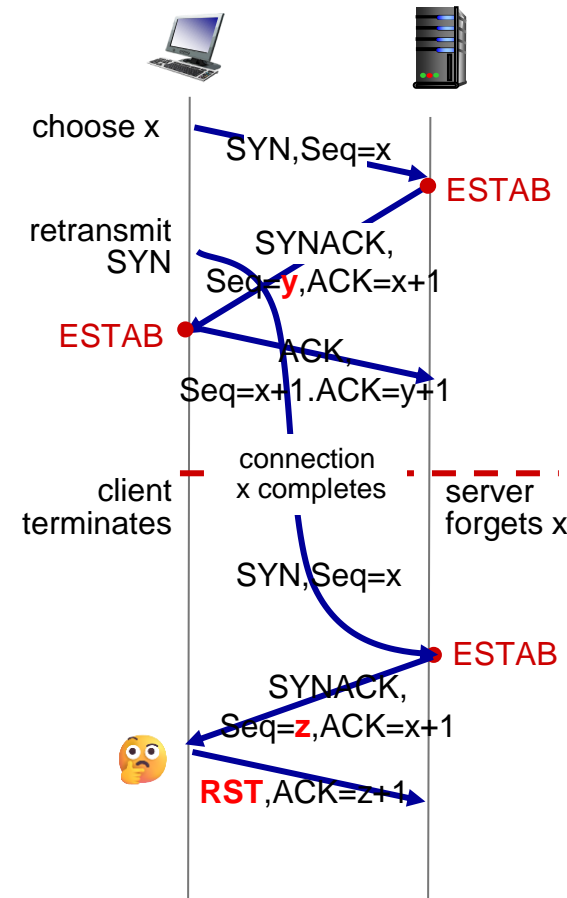 choose x
SYN,Seq=x
ESTAB
retransmit
SYN
SYNACK,
Seq=y,ACK=x+1
ESTAB
ACK,
Seq=x+1.ACK=y+1
connection
x completes
client
terminates
server
forgets x
SYN,Seq=x
ESTAB
SYNACK,
Seq=z,ACK=x+1
RST,ACK=z+1